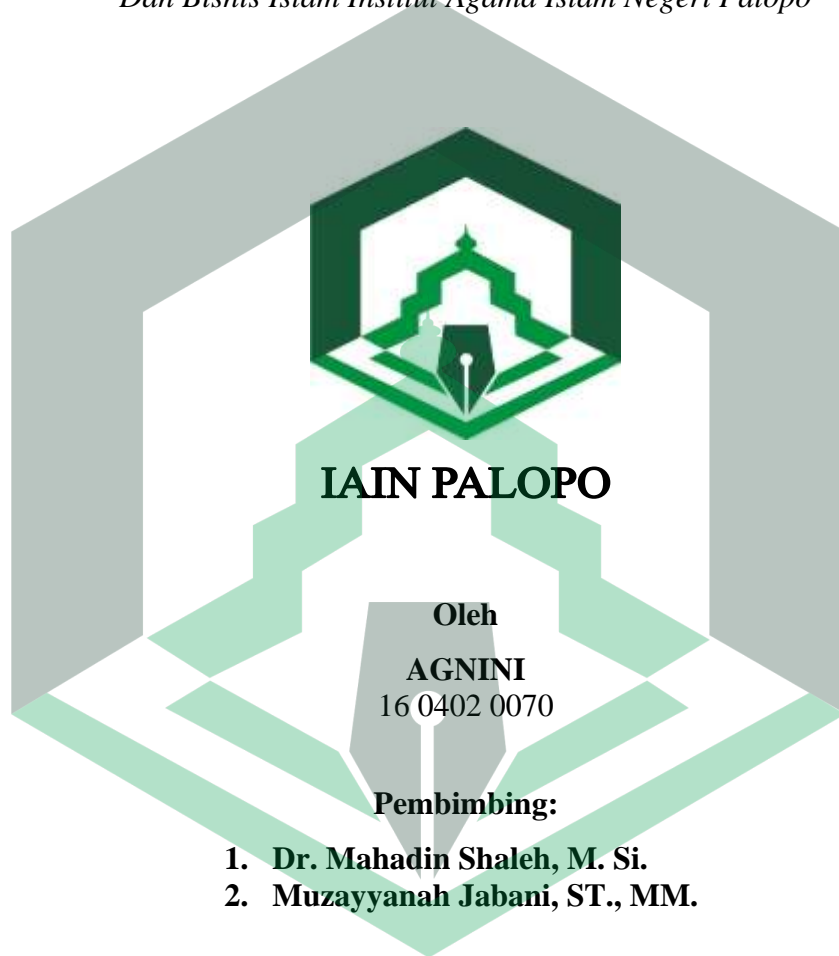 Dan Bisnis Islam Institut Agama Islam Negeri Palopo
IAIN PALOPO
Oleh
AGNINI
16 0402 0070
Pembimbing:
1. Dr. Mahadin Shaleh, M. Si.
2. Muzayyanah Jabani, ST., MM.